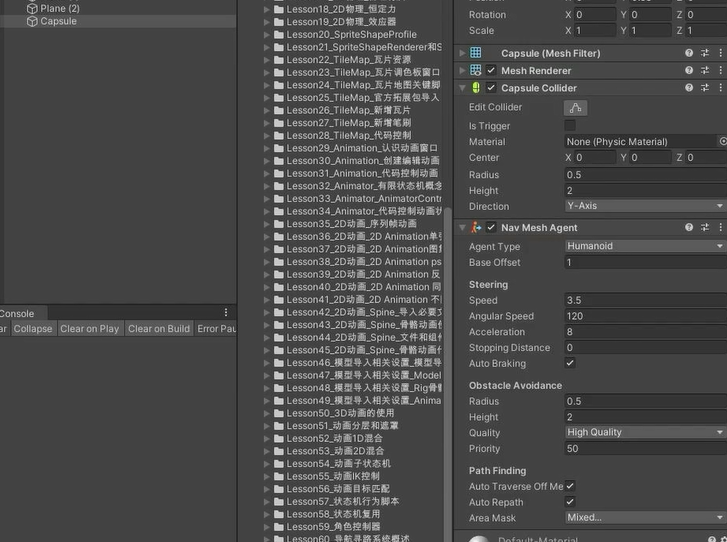 Plane (2)
Capsule
Console
Collapse
Clear on Play
Clear on Build
Error Pau
Lesson18_2D物理_恒定力
Lesson19_2D物理_效应器
Lesson20_SpriteShapeProfile
Lesson21_SpriteShapeRenderer和S
Lesson22_TileMap_瓦片资源
Lesson23_TileMap_瓦片调色板窗口
Lesson24_TileMap_瓦片地图关键脚
Lesson25_TileMap_官方拓展包导入
Lesson26_TileMap_新增瓦片
Lesson27_TileMap_新增笔刷
Lesson28_TileMap_代码控制
Lesson29_Animation_认识动画窗口
Lesson30_Animation_创建编辑动画
Lesson31_Animation_代码控制动画
Lesson32_Animator_有限状态机概念
Lesson33_Animator_AnimatorContr
Lesson34_Animator_代码控制动画状
Lesson35_2D动画_序列帧动画
Lesson36_2D动画_2D Animation单张
Lesson37_2D动画_2D Animation图集
Lesson38_2D动画_2D Animation ps
Lesson39_2D动画_2D Animation 反
Lesson40_2D动画_2D Animation 同
Lesson41_2D动画_2D Animation 不
Lesson42_2D动画_Spine_导入必要文
Lesson43_2D动画_Spine_骨骼动画使
Lesson44_2D动画_Spine_文件和组件
Lesson45_2D动画_Spine_骨骼动画代
Lesson46_模型导入相关设置_模型导
Lesson47_模型导入相关设置_Model
Lesson48_模型导入相关设置_Rig骨骼
Lesson49_模型导入相关设置_Anima
Lesson50_3D动画的使用
Lesson51_动画分层和遮罩
Lesson52_动画1D混合
Lesson53_动画2D混合
Lesson54_动画子状态机
Lesson55_动画IK控制
Lesson56_动画目标匹配
Lesson57_状态机行为脚本
Lesson58_状态机复用
Lesson59_角色控制器
Lesson60_导航寻路系统概述
Rotation X 0 Y 0 Z 0
Scale X 1 Y 1 Z 1
Capsule (Mesh Filter)
Mesh Renderer
Capsule Collider
Edit Collider
Is Trigger
Material None (Physic Material)
Center X 0 Y 0 Z 0
Radius 0.5
Height 2
Direction Y-Axis
Nav Mesh Agent
Agent Type Humanoid
Base Offset 1
Steering
Speed 3.5
Angular Speed 120
Acceleration 8
Stopping Distance 0
Auto Braking
Obstacle Avoidance
Radius 0.5
Height 2
Quality High Quality
Priority 50
Path Finding
Auto Traverse Off Me
Auto Repath
Area Mask Mixed...
Default-Material